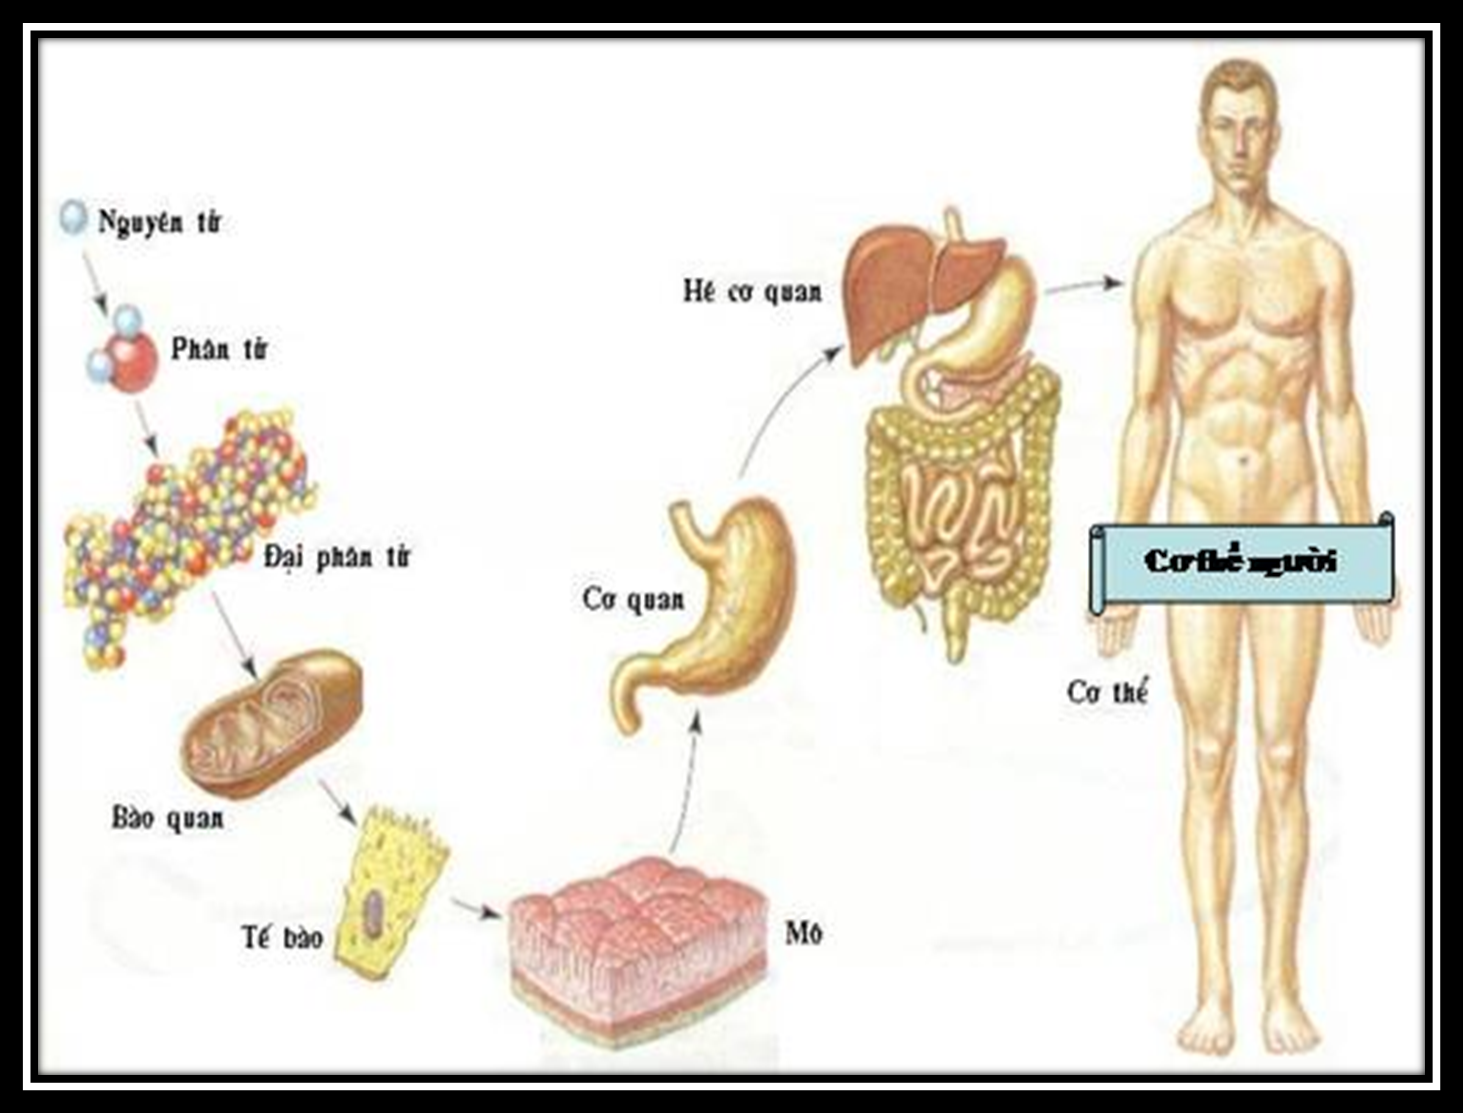 Nguyên tử
Phân tử
Đại phân tử
Bào quan
Tế bào
Mô
Cơ quan
Hê cơ quan
Cơ thể người
Cơ thể